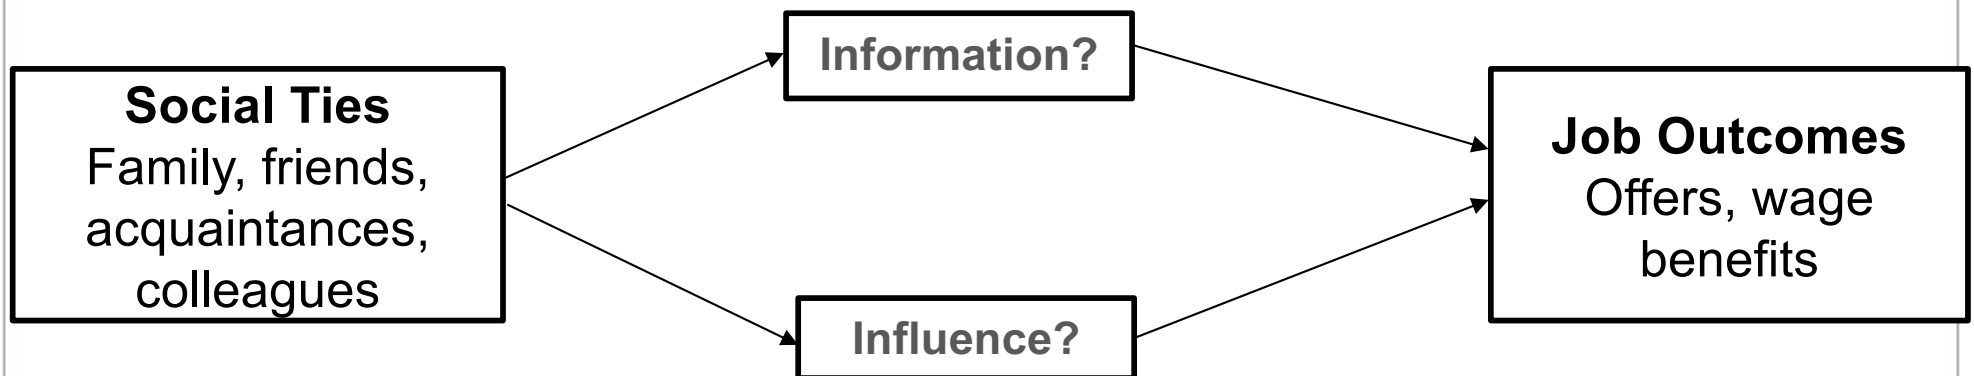 Social Ties
Family, friends,
acquaintances,
colleagues
Information?
Influence?
Job Outcomes
Offers, wage
benefits